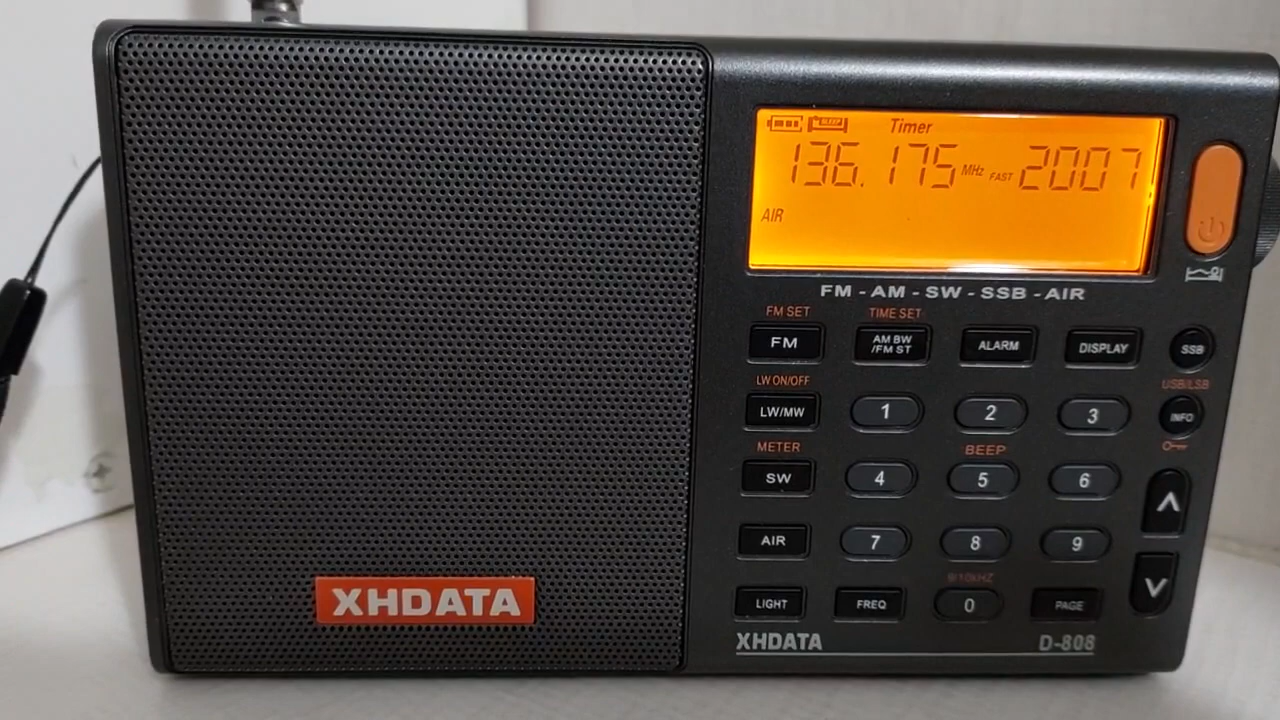 SLEEP Timer
136.175 MHz FAST 2007
AIR
FM - AM - SW - SSB - AIR
FM SET TIME SET
FM AM BW /FM ST ALARM DISPLAY SSB
LW ON/OFF USB/LSB
LW/MW 1 2 3 INFO
METER BEEP
SW 4 5 6
AIR 7 8 9
9/10kHZ
LIGHT FREQ 0 PAGE
XHDATA D-808
XHDATA